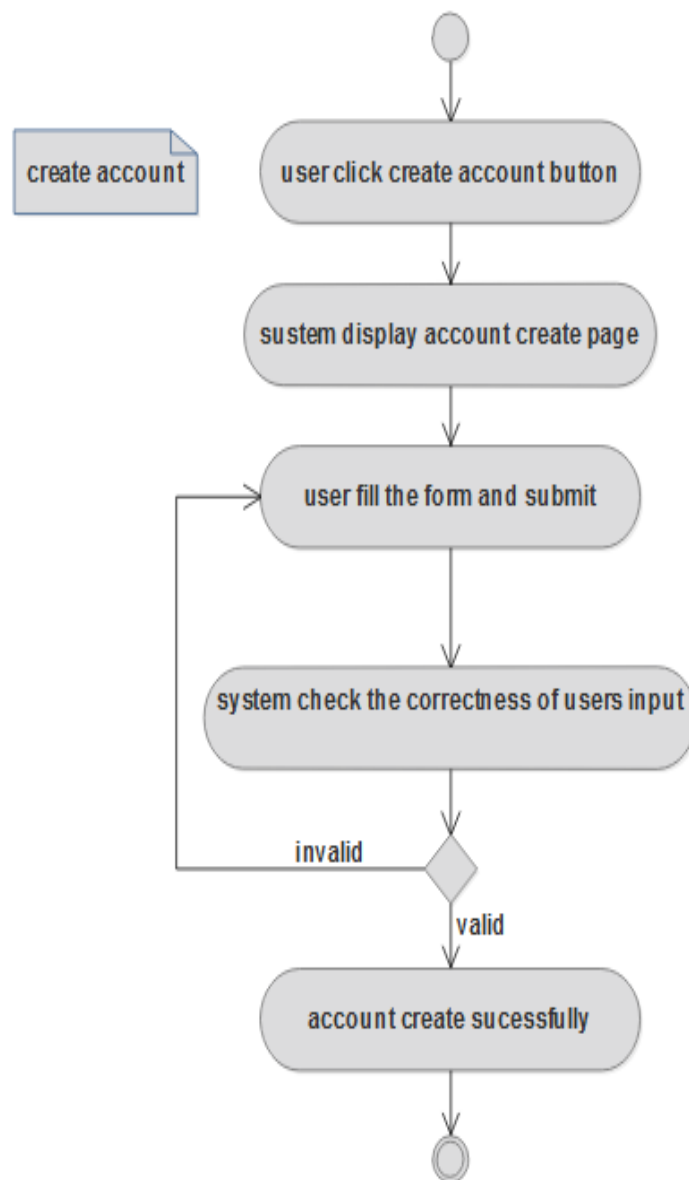 create account
user click create account button
sustem display account create page
user fill the form and submit
system check the correctness of users input
invalid
valid
account create sucessfully